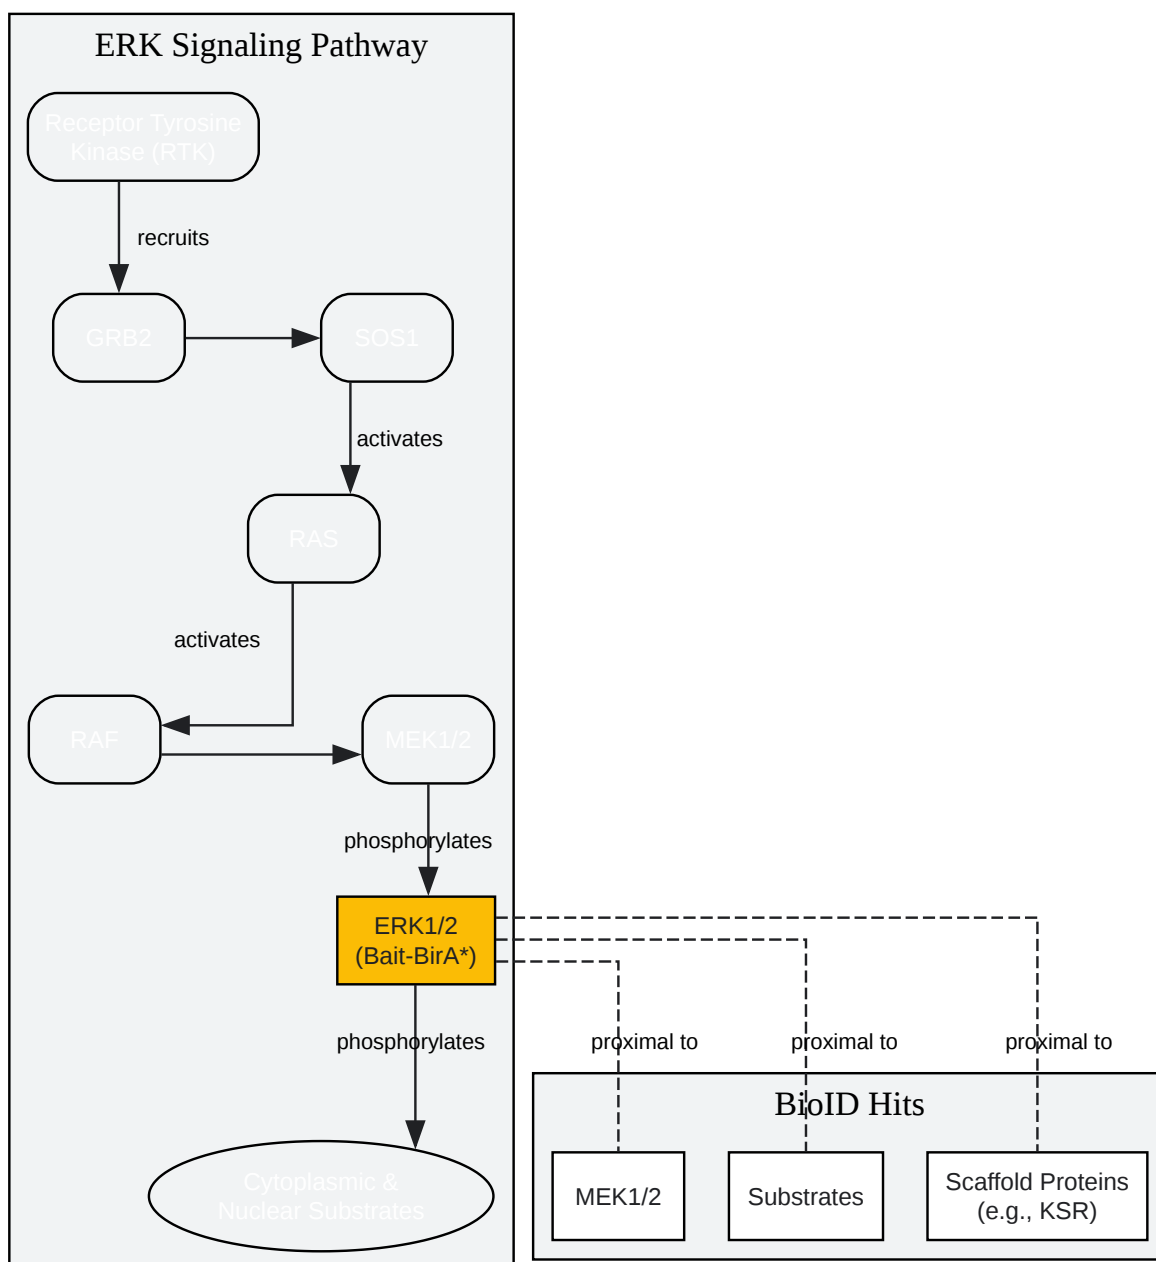 ERK Signaling Pathway
Receptor Tyrosine
Kinase (RTK)
recruits
GRB2
SOS1
activates
RAS
activates
RAF
MEK1/2
phosphorylates
ERK1/2
(Bait-BirA*)
phosphorylates
proximal to
proximal to
proximal to
BioID Hits
Cytoplasmic &
Nuclear Substrates
MEK1/2
Substrates
Scaffold Proteins
(e.g., KSR)